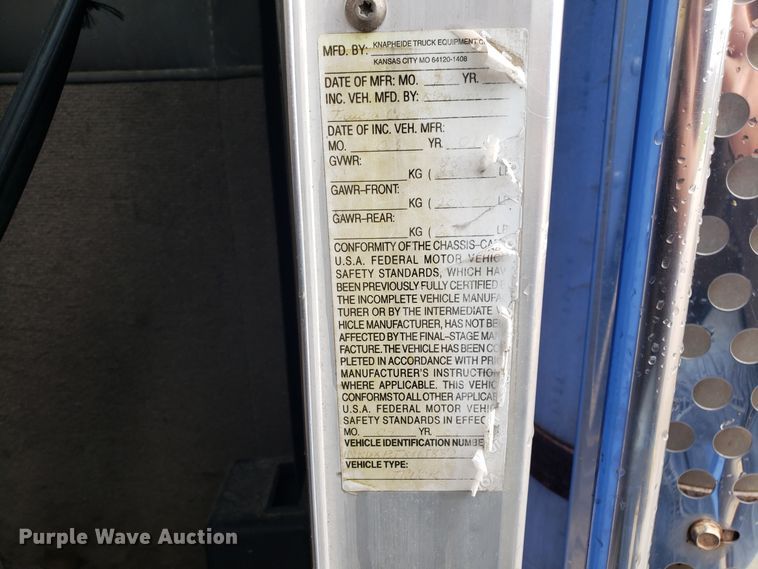 MFD. BY: KNAPHEIDE TRUCK EQUIPMENT
KANSAS CITY MO 64120-1408
DATE OF MFR: MO. YR.
INC. VEH. MFD. BY:
DATE OF INC. VEH. MFR:
MO. YR.
GVWR:
KG ( LB
GAWR-FRONT:
KG ( LB
GAWR-REAR:
KG ( LB
CONFORMITY OF THE CHASSIS-CAB
U.S.A. FEDERAL MOTOR VEHIC
SAFETY STANDARDS, WHICH HAV
BEEN PREVIOUSLY FULLY CERTIFIED
THE INCOMPLETE VEHICLE MANUFA
TURER OR BY THE INTERMEDIATE
HICLE MANUFACTURER, HAS NOT BE
AFFECTED BY THE FINAL-STAGE MAN
FACTURE. THE VEHICLE HAS BEEN CO
PLETED IN ACCORDANCE WITH PRI
MANUFACTURER'S INSTRUCTION
WHERE APPLICABLE. THIS VEHIC
CONFORMS TO ALL OTHER APPLICAB
U.S.A. FEDERAL MOTOR VEHIC
SAFETY STANDARDS IN EFFEC
MO. YR.
VEHICLE IDENTIFICATION NUMBE
VEHICLE TYPE:
Purple Wave Auction